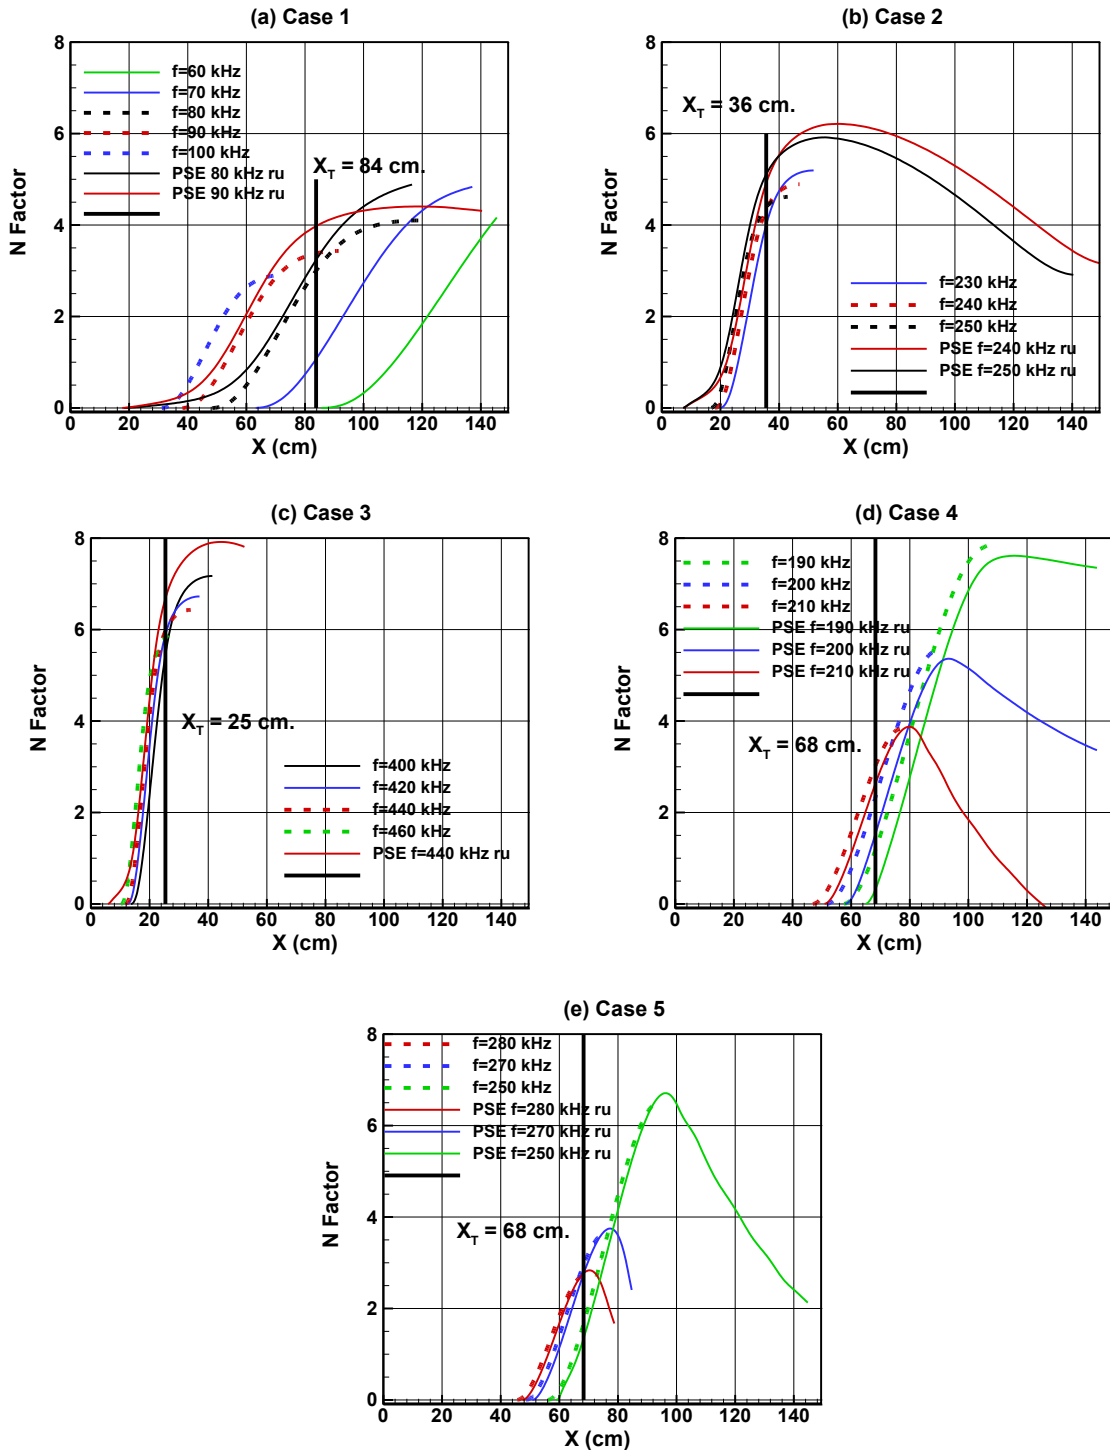 (a) Case 1
8
6
4
2
0
N Factor
f=60 kHz
f=70 kHz
f=80 kHz
f=90 kHz
f=100 kHz
PSE 80 kHz ru
PSE 90 kHz ru
X_T = 84 cm.
20 40 60 80 100 120 140
X (cm)
(b) Case 2
8
6
4
2
0
N Factor
X_T = 36 cm.
f=230 kHz
f=240 kHz
f=250 kHz
PSE f=240 kHz ru
PSE f=250 kHz ru
20 40 60 80 100 120 140
X (cm)
(c) Case 3
8
6
4
2
0
N Factor
X_T = 25 cm.
f=400 kHz
f=420 kHz
f=440 kHz
f=460 kHz
PSE f=440 kHz ru
0 20 40 60 80 100 120 140
X (cm)
(d) Case 4
8
6
4
2
0
N Factor
f=190 kHz
f=200 kHz
f=210 kHz
PSE f=190 kHz ru
PSE f=200 kHz ru
PSE f=210 kHz ru
X_T = 68 cm.
0 20 40 60 80 100 120 140
X (cm)
(e) Case 5
8
6
4
2
0
N Factor
f=280 kHz
f=270 kHz
f=250 kHz
PSE f=280 kHz ru
PSE f=270 kHz ru
PSE f=250 kHz ru
X_T = 68 cm.
0 20 40 60 80 100 120 140
X (cm)